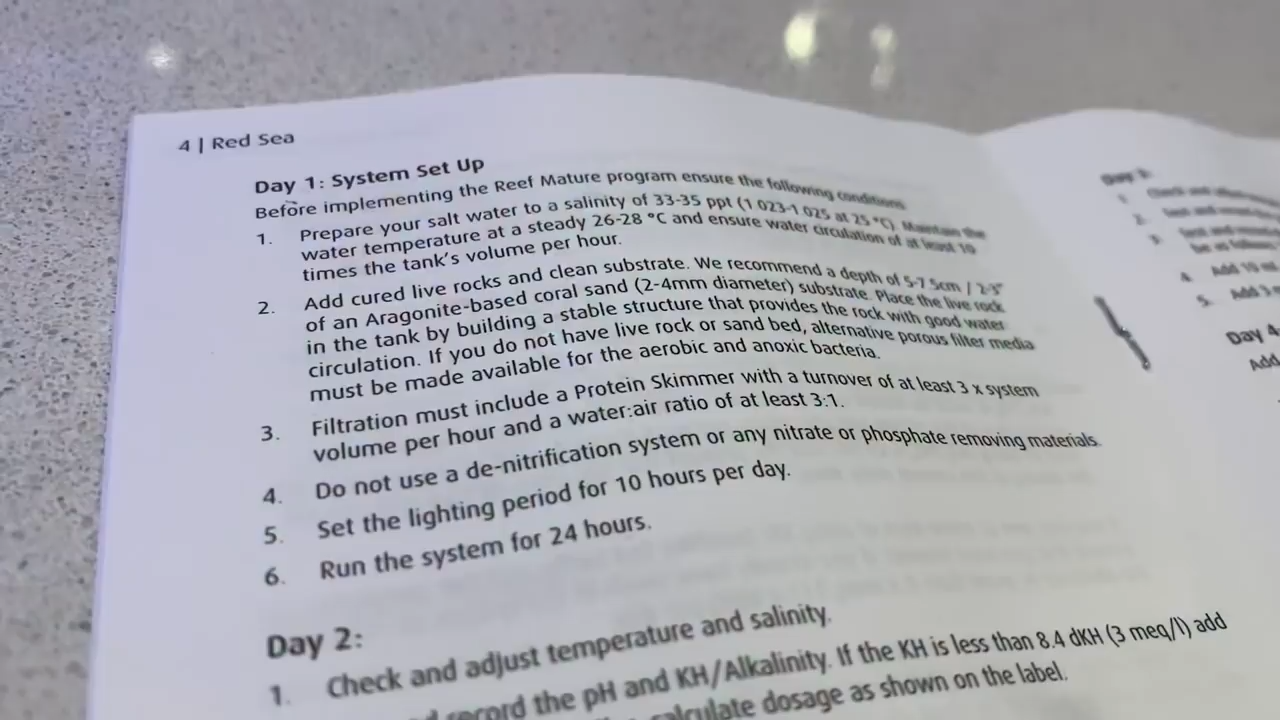 4 | Red Sea
Day 1: System Set Up
Before implementing the Reef Mature program ensure the following conditions
1. Prepare your salt water to a salinity of 33-35 ppt (1 023-1 025 at 25 °C). Maintain the
water temperature at a steady 26-28 °C and ensure water circulation of at least 10
times the tank's volume per hour.
2. Add cured live rocks and clean substrate. We recommend a depth of 5-7 5cm / 2-3"
of an Aragonite-based coral sand (2-4mm diameter) substrate. Place the live rock
in the tank by building a stable structure that provides the rock with good water
circulation. If you do not have live rock or sand bed, alternative porous filter media
must be made available for the aerobic and anoxic bacteria.
3. Filtration must include a Protein Skimmer with a turnover of at least 3 x system
volume per hour and a water:air ratio of at least 3:1.
4. Do not use a de-nitrification system or any nitrate or phosphate removing materials.
5. Set the lighting period for 10 hours per day.
6. Run the system for 24 hours.
Day 2:
1. Check and adjust temperature and salinity.
record the pH and KH/Alkalinity. If the KH is less than 8.4 dKH (3 meq/l) add
calculate dosage as shown on the label.
4. Add 10 ml
5. Add
Day 4
Add